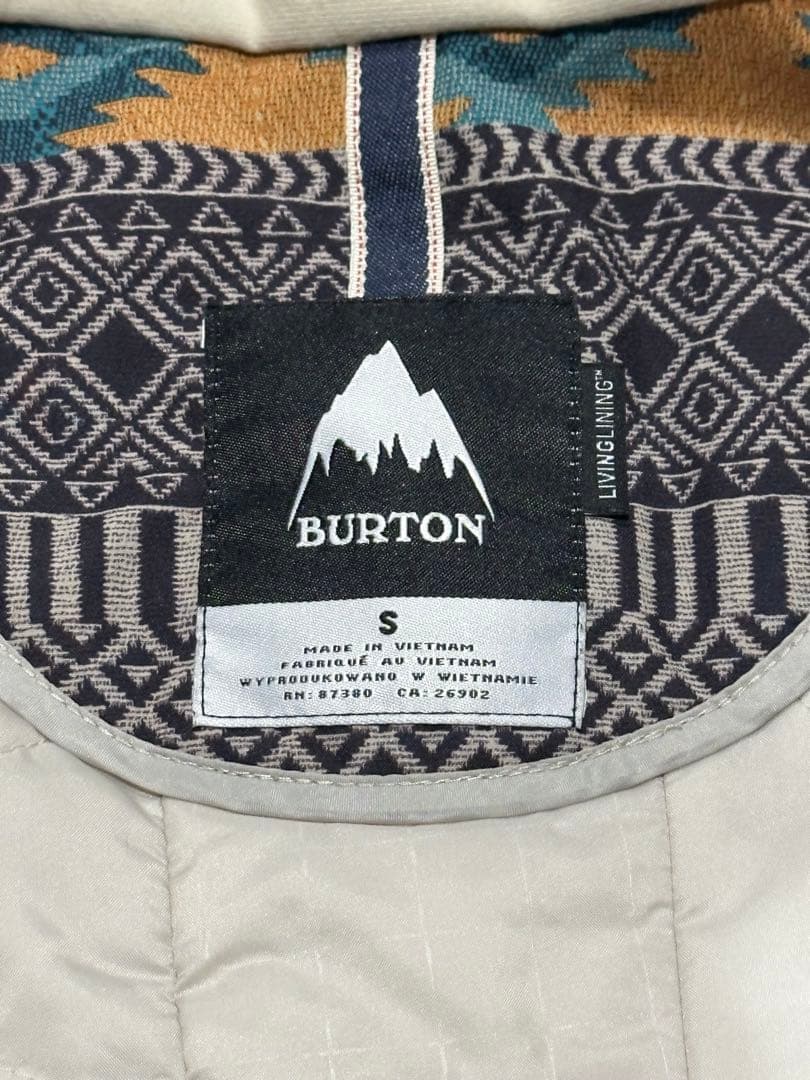 BURTON
LIVINGLINING™
S
MADE IN VIETNAM
FABRIQUÉ AU VIETNAM
WYPRODUKOWANO W WIETNAMIE
RN: 87380 CA: 26902